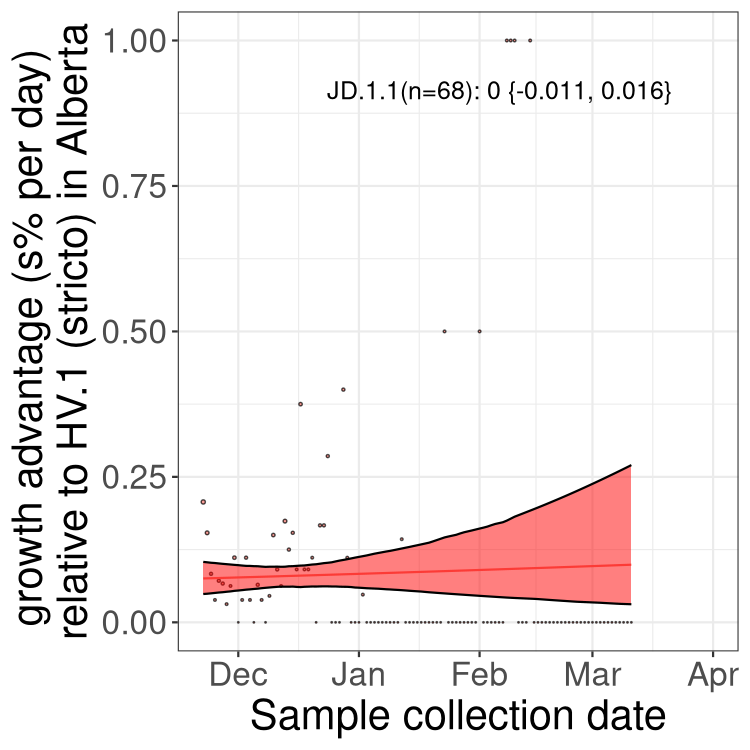 growth advantage (s% per day)
relative to HV.1 (stricto) in Alberta
1.00
0.75
0.50
0.25
0.00
JD.1.1(n=68): 0 {-0.011, 0.016}
Dec Jan Feb Mar Apr
Sample collection date